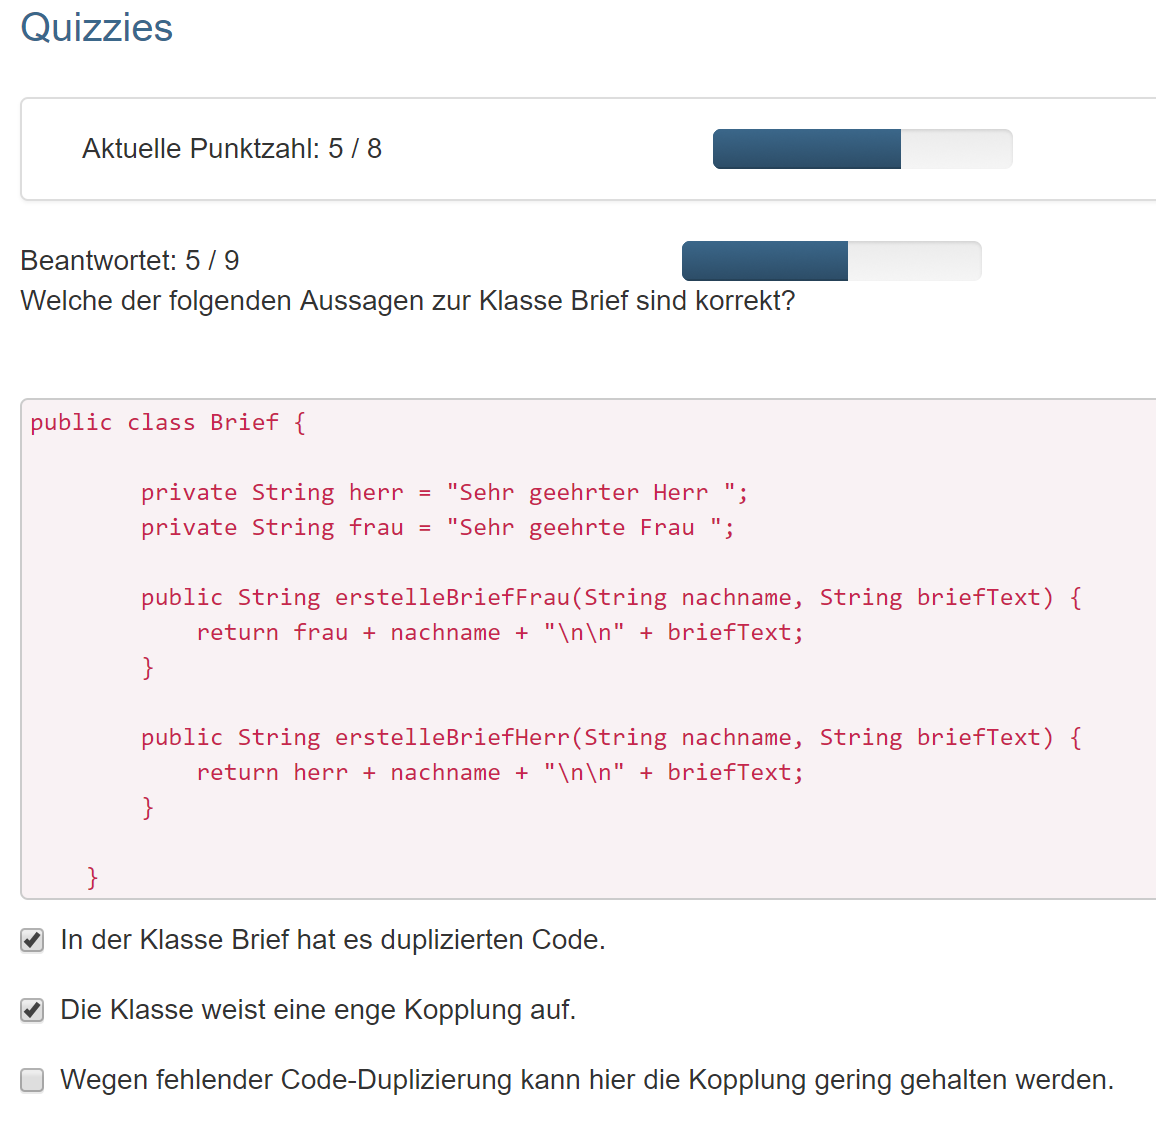 Quizzies
Aktuelle Punktzahl: 5 / 8
Beantwortet: 5 / 9
Welche der folgenden Aussagen zur Klasse Brief sind korrekt?
public class Brief {
private String herr = "Sehr geehrter Herr ";
private String frau = "Sehr geehrte Frau ";
public String erstelleBriefFrau(String nachname, String briefText) {
return frau + nachname + "\n\n" + briefText;
}
public String erstelleBriefHerr(String nachname, String briefText) {
return herr + nachname + "\n\n" + briefText;
}
}
In der Klasse Brief hat es duplizierten Code.
Die Klasse weist eine enge Kopplung auf.
Wegen fehlender Code-Duplizierung kann hier die Kopplung gering gehalten werden.